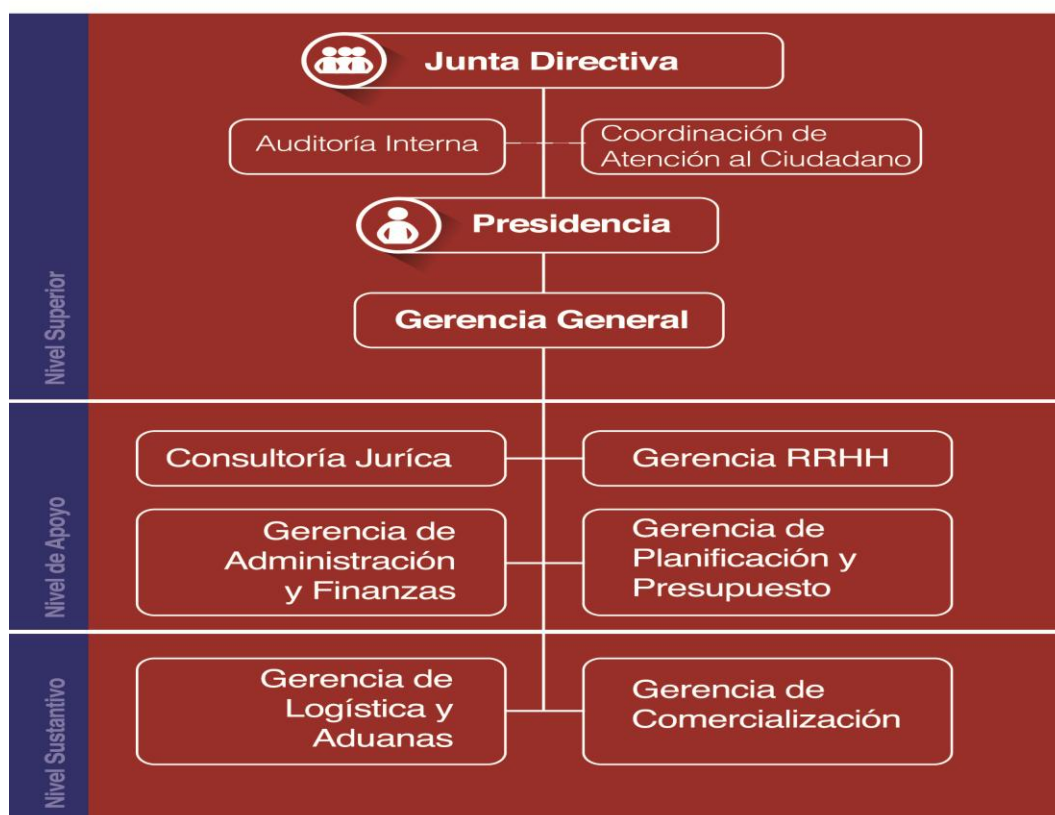 Junta Directiva
Auditoría Interna
Coordinación de
Atención al Ciudadano
Presidencia
Gerencia General
Nivel Superior
Consultoría Juríca
Gerencia RRHH
Gerencia de
Administración
y Finanzas
Gerencia de
Planificación y
Presupuesto
Nivel de Apoyo
Gerencia de
Logística y
Aduanas
Gerencia de
Comercialización
Nivel Sustantivo